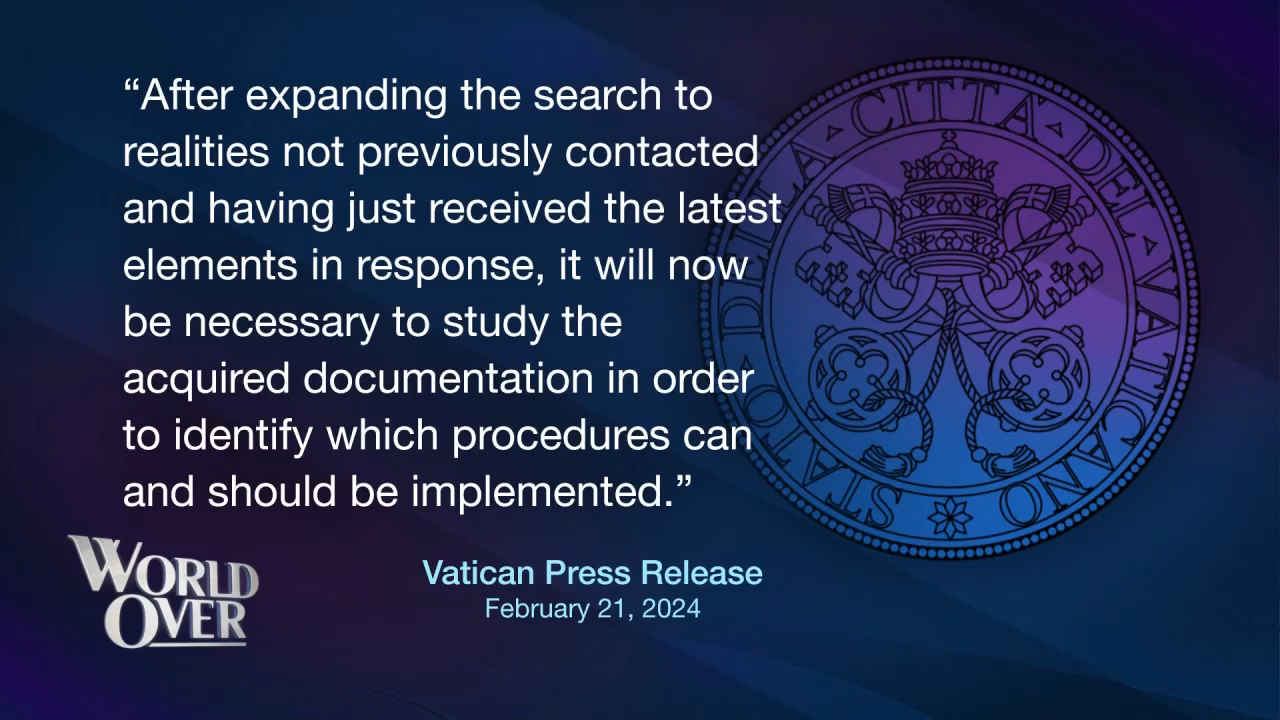 “After expanding the search to
realities not previously contacted
and having just received the latest
elements in response, it will now
be necessary to study the
acquired documentation in order
to identify which procedures can
and should be implemented.”
Vatican Press Release
February 21, 2024
WORLD
OVER
STATO DELLA CITTÀ DEL VATICANO